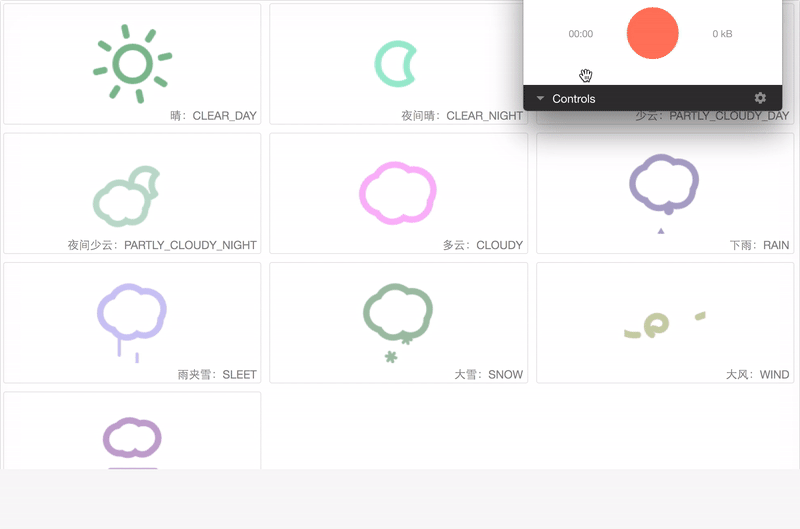 00:00
0 kB
Controls
晴：CLEAR_DAY
夜间晴：CLEAR_NIGHT
少云：PARTLY_CLOUDY_DAY
夜间少云：PARTLY_CLOUDY_NIGHT
多云：CLOUDY
下雨：RAIN
雨夹雪：SLEET
大雪：SNOW
大风：WIND